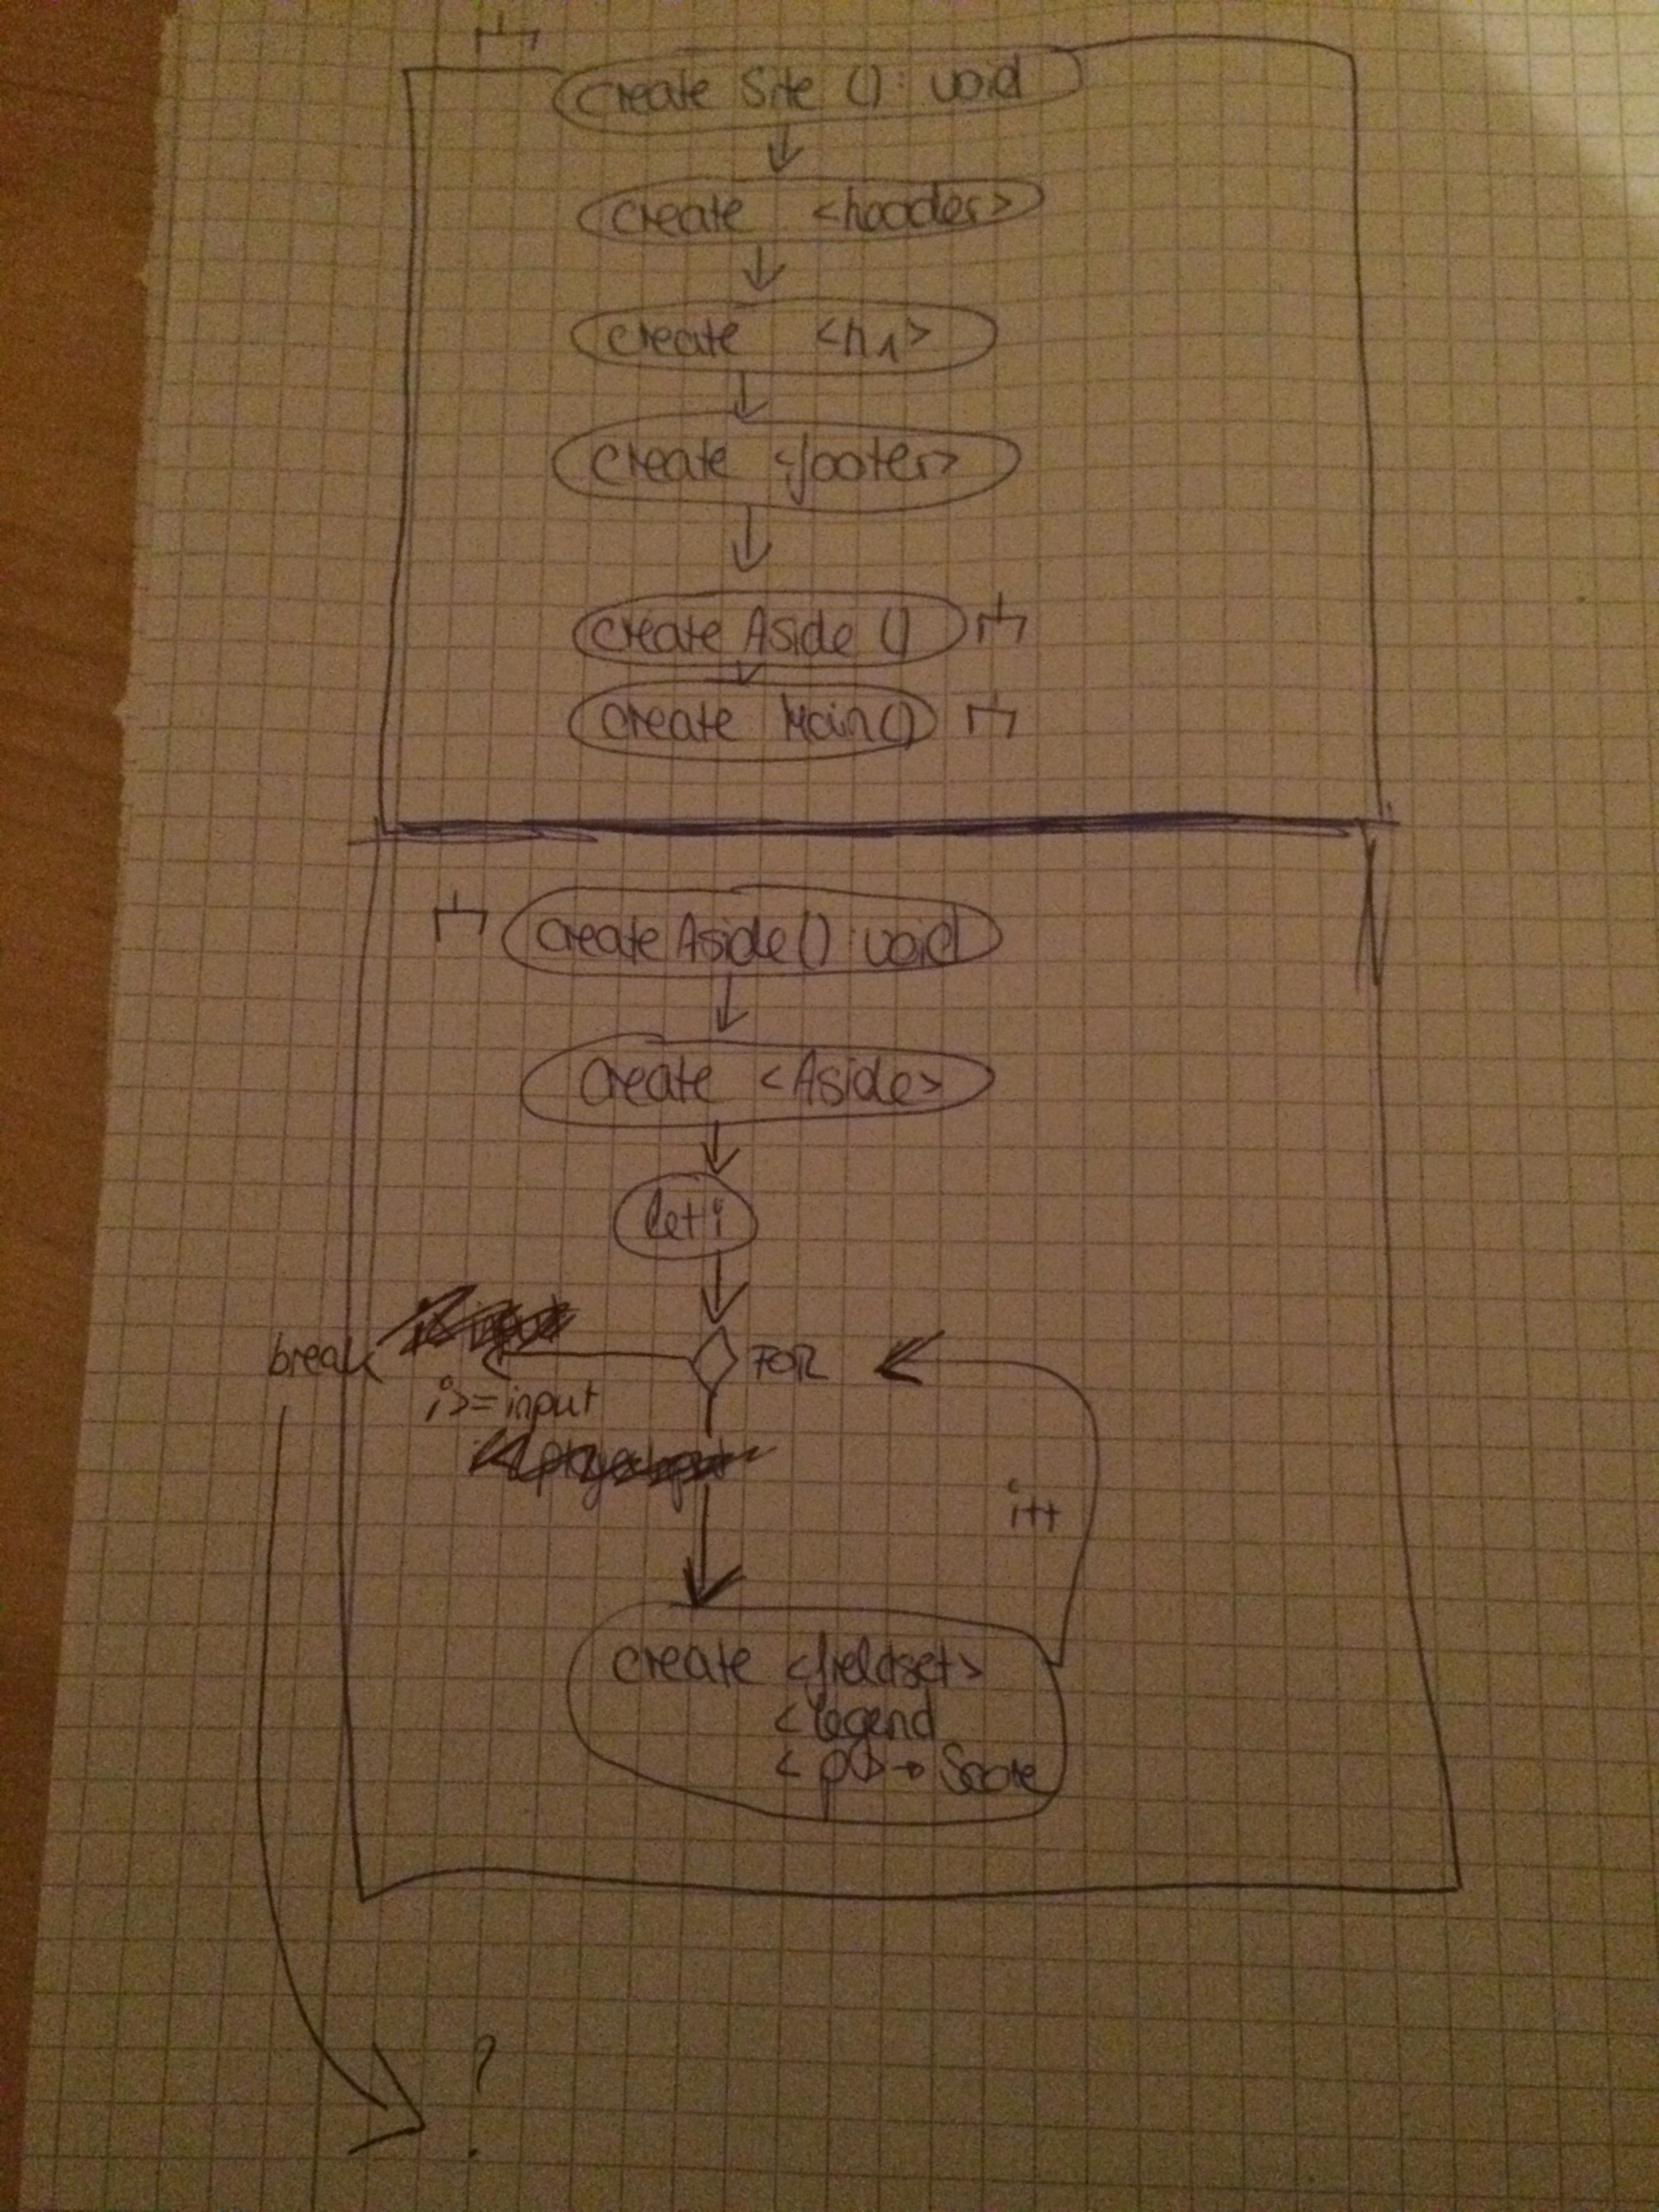 create Site () : void
create <header>
create <h1>
create <footer>
create Aside ()
create Main()
create Aside() : void
create <Aside>
let i
FOR
break
i>=input
i++
create <fieldset>
<legend
< p> → Score
?